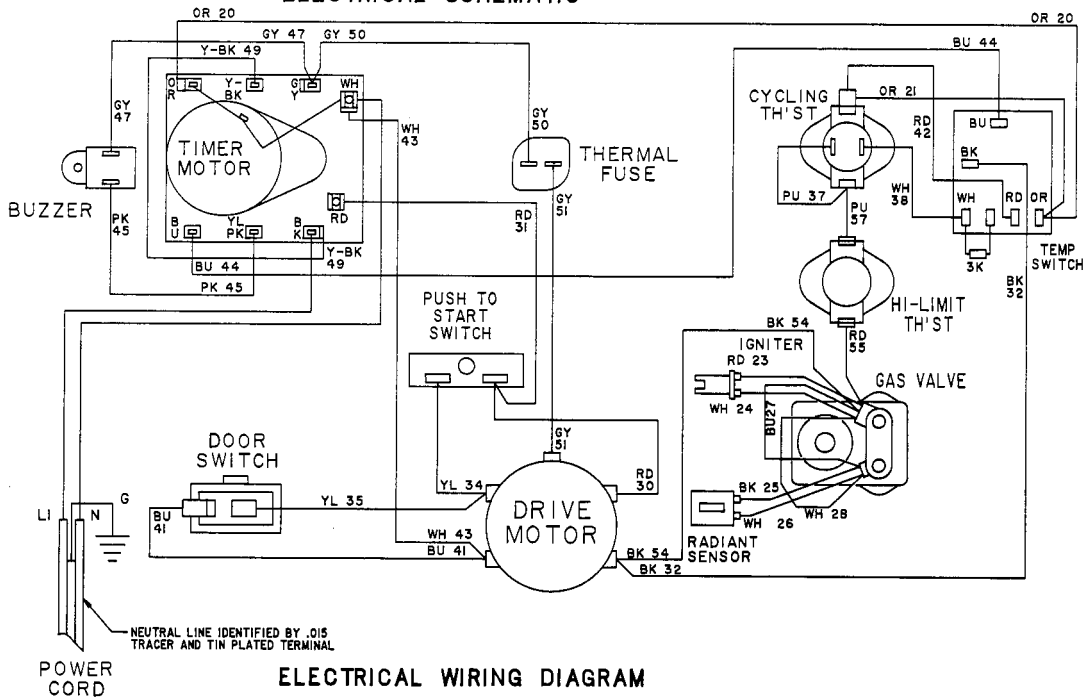 OR 20
OR 20
GY 47
GY 50
Y-BK 49
BU 44
O
R
Y-
BK
G
Y
WH
CYCLING
TH'ST
OR 21
GY
47
GY
50
RD
42
BU
WH
43
TIMER
MOTOR
THERMAL
FUSE
BK
BUZZER
RD
RD
31
GY
51
PU 37
PU
57
WH
38
WH
RD
OR
PK
45
B
U
YL
PK
B
K
Y-BK
49
3K
TEMP
SWITCH
BU 44
PK 45
BK
32
PUSH TO
START
SWITCH
HI-LIMIT
TH'ST
BK 54
RD
55
IGNITER
RD 23
GAS VALVE
WH 24
BU27
DOOR
SWITCH
GY
51
YL 34
RD
30
YL 35
BK 25
DRIVE
MOTOR
WH 26
WH 28
RADIANT
SENSOR
L1
N
G
BU
41
WH 43
BU 41
BK 54
BK 32
NEUTRAL LINE IDENTIFIED BY .015
TRACER AND TIN PLATED TERMINAL
POWER
CORD
ELECTRICAL WIRING DIAGRAM